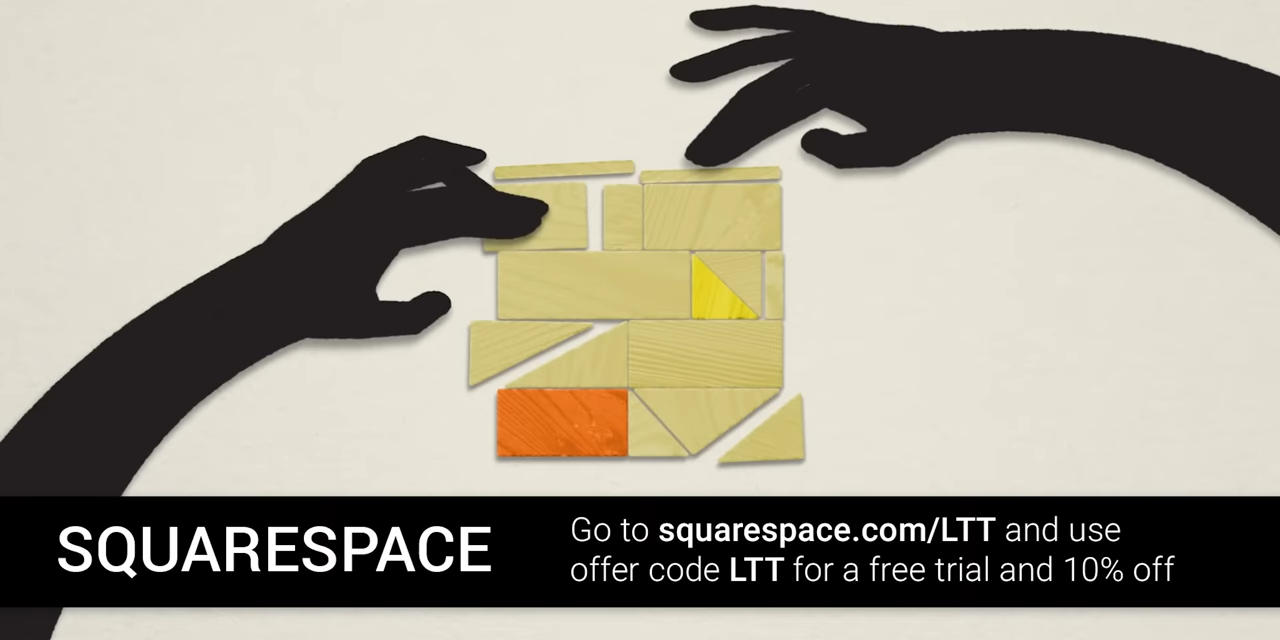 SQUARESPACE
Go to squarespace.com/LTT and use
offer code LTT for a free trial and 10% off